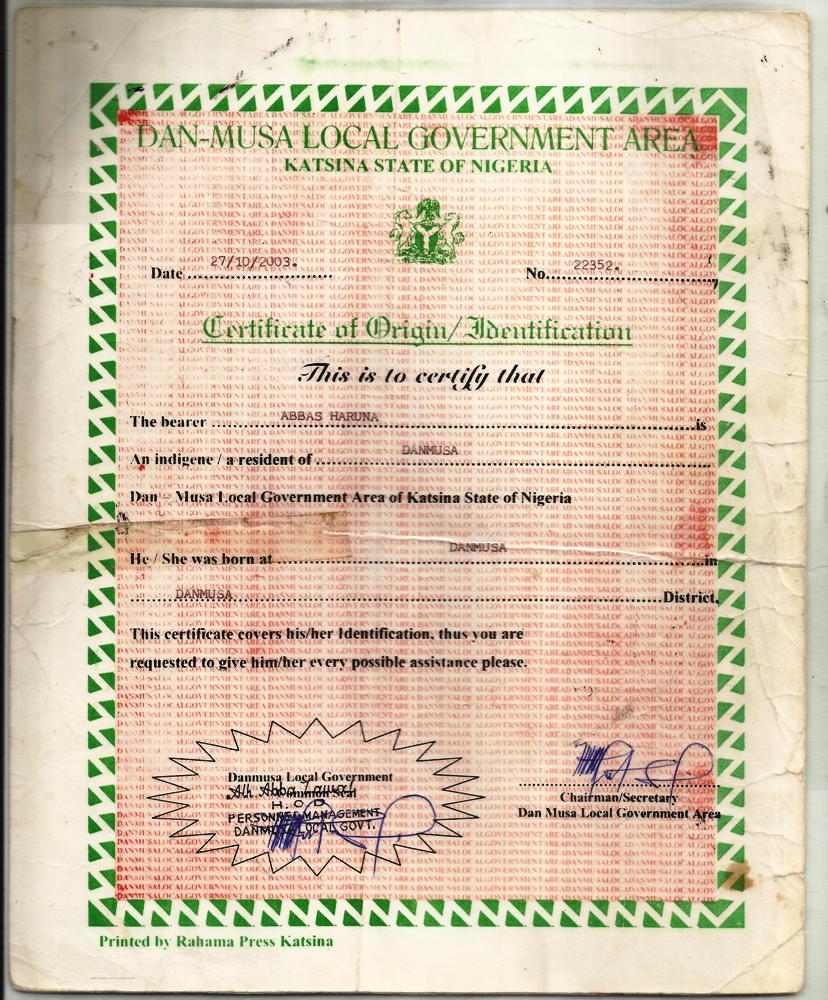 DAN-MUSA LOCAL GOVERNMENT AREA
KATSINA STATE OF NIGERIA
Date 27/10/2003. No. 22352.
Certificate of Origin/Identification
This is to certify that
The bearer ABBAS HARUNA is
An indigene / a resident of DANMUSA
Dan – Musa Local Government Area of Katsina State of Nigeria
He / She was born at DANMUSA in
DANMUSA District,
This certificate covers his/her Identification, thus you are
requested to give him/her every possible assistance please.
Danmusa Local Government
Alh Abba Lawal
Common Seal
H. O. D
PERSONNEL MANAGEMENT
DANMUSA LOCAL GOVT.
Chairman/Secretary
Dan Musa Local Government Area
Printed by Rahama Press Katsina